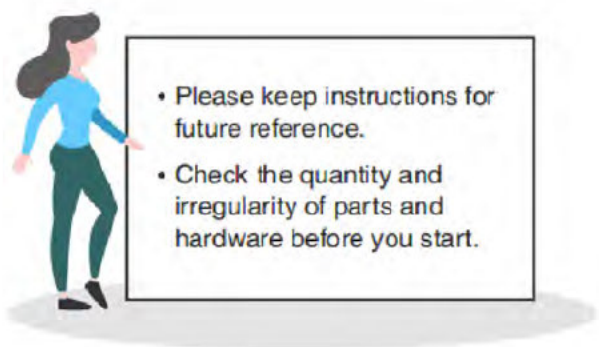 • Please keep instructions for
future reference.
• Check the quantity and
irregularity of parts and
hardware before you start.